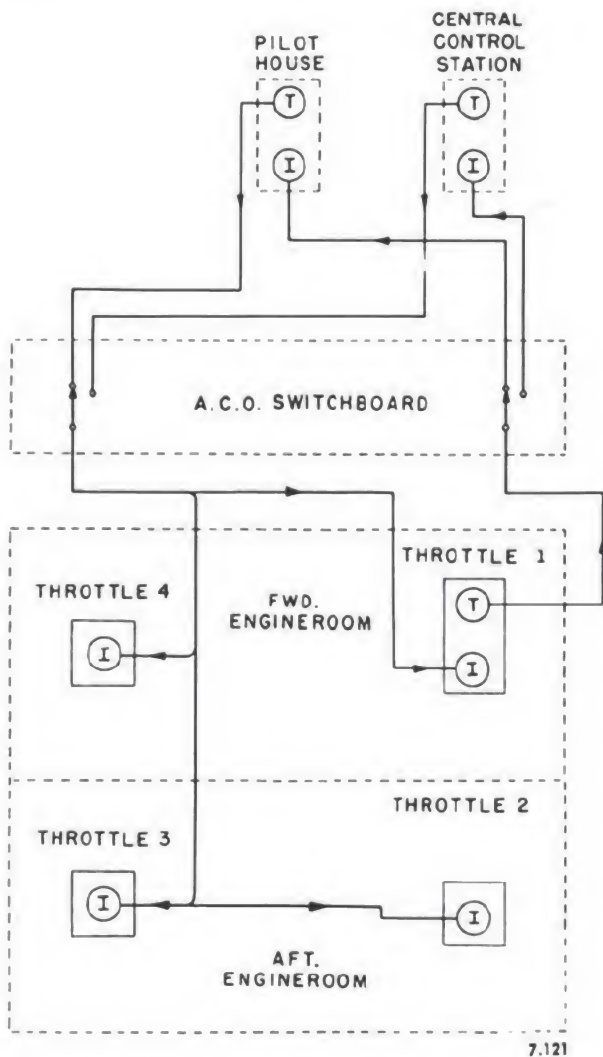 PILOT
HOUSE
CENTRAL
CONTROL
STATION
T
T
I
I
A.C.O. SWITCHBOARD
THROTTLE 1
THROTTLE 4
FWD.
ENGINEROOM
T
I
I
THROTTLE 2
THROTTLE 3
I
I
AFT.
ENGINEROOM
7.121